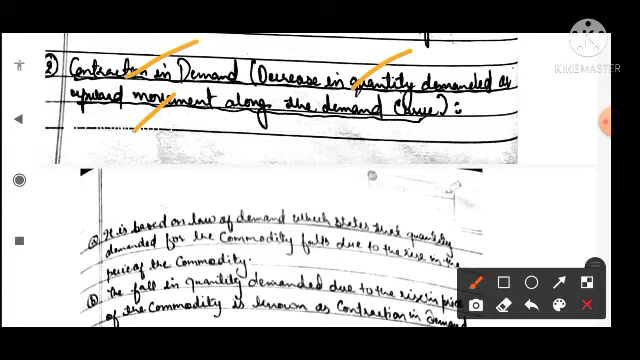 KINEMASTER
② Contraction in Demand (Decrease in quantity demanded as
upward movement along the demand curve) :
(a) It is based on law of demand which states that quantity
demanded for the commodity falls due to the rise in the
price of the commodity.
(b) The fall in quantity demanded due to the rise in price
of the commodity is known as contraction in demand